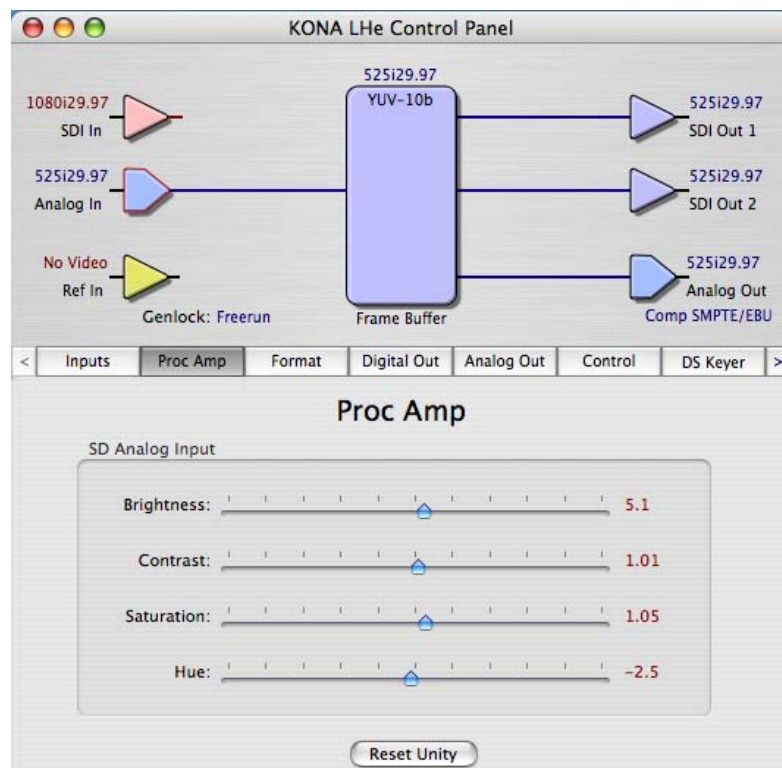 KONA LHe Control Panel
525i29.97
YUV-10b
1080i29.97
SDI In
525i29.97
SDI Out 1
525i29.97
Analog In
525i29.97
SDI Out 2
No Video
Ref In
525i29.97
Analog Out
Genlock: Freerun
Frame Buffer
Comp SMPTE/EBU
< Inputs Proc Amp Format Digital Out Analog Out Control DS Keyer >
Proc Amp
SD Analog Input
Brightness: 5.1
Contrast: 1.01
Saturation: 1.05
Hue: -2.5
Reset Unity